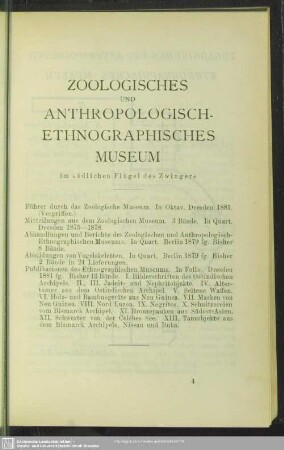 ZOOLOGISCHES
UND
ANTHROPOLOGISCH-
ETHNOGRAPHISCHES
MUSEUM
im südlichen Flügel des Zwingers
Führer durch das Zoologische Museum. In Oktav. Dresden 1881.
(Vergriffen.)
Mitteilungen aus dem Zoologischen Museum. 3 Bände. In Quart.
Dresden 1875—1878.
Abhandlungen und Berichte des Zoologischen und Anthropologisch-
Ethnographischen Museums. In Quart. Berlin 1879 fg. Bisher
8 Bände.
Abbildungen von Vogelskeletten. In Quart. Berlin 1879 fg. Bisher
2 Bände in 24 Lieferungen.
Publicationen des Ethnographischen Museums. In Folio. Dresden
1881 fg. Bisher 13 Bände. I. Bilderschriften des Ostindischen
Archipels. II., III. Jadeit- und Nephritobjekte. IV. Alter-
tümer aus dem Ostindischen Archipel. V. Seltene Waffen.
VI. Holz- und Bambusgeräte aus Neu Guinea. VII. Masken von
Neu Guinea. VIII. Nord Luzon. IX. Negritos. X. Schnitzereien
vom Bismarck Archipel. XI. Bronzepauken aus Südost-Asien.
XII. Schwerter von der Celébes See. XIII. Tanzobjekte aus
dem Bismarck Archipels, Nissan und Buka.
4